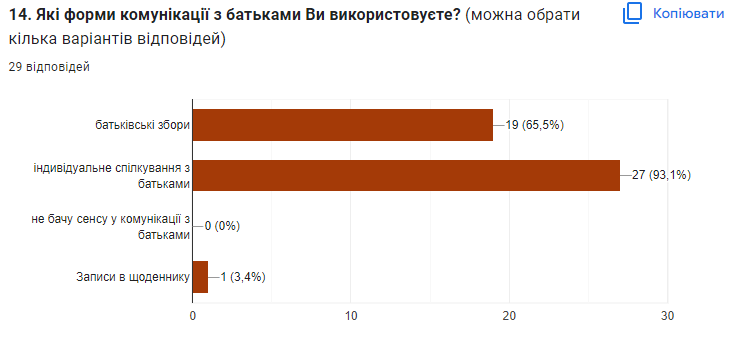 14. Які форми комунікації з батьками Ви використовуєте? (можна обрати
кілька варіантів відповідей)
Копіювати
29 відповідей
батьківські збори
19 (65,5%)
індивідуальне спілкування з
батьками
27 (93,1%)
не бачу сенсу у комунікації з
батьками
0 (0%)
Записи в щоденнику
1 (3,4%)
0
10
20
30